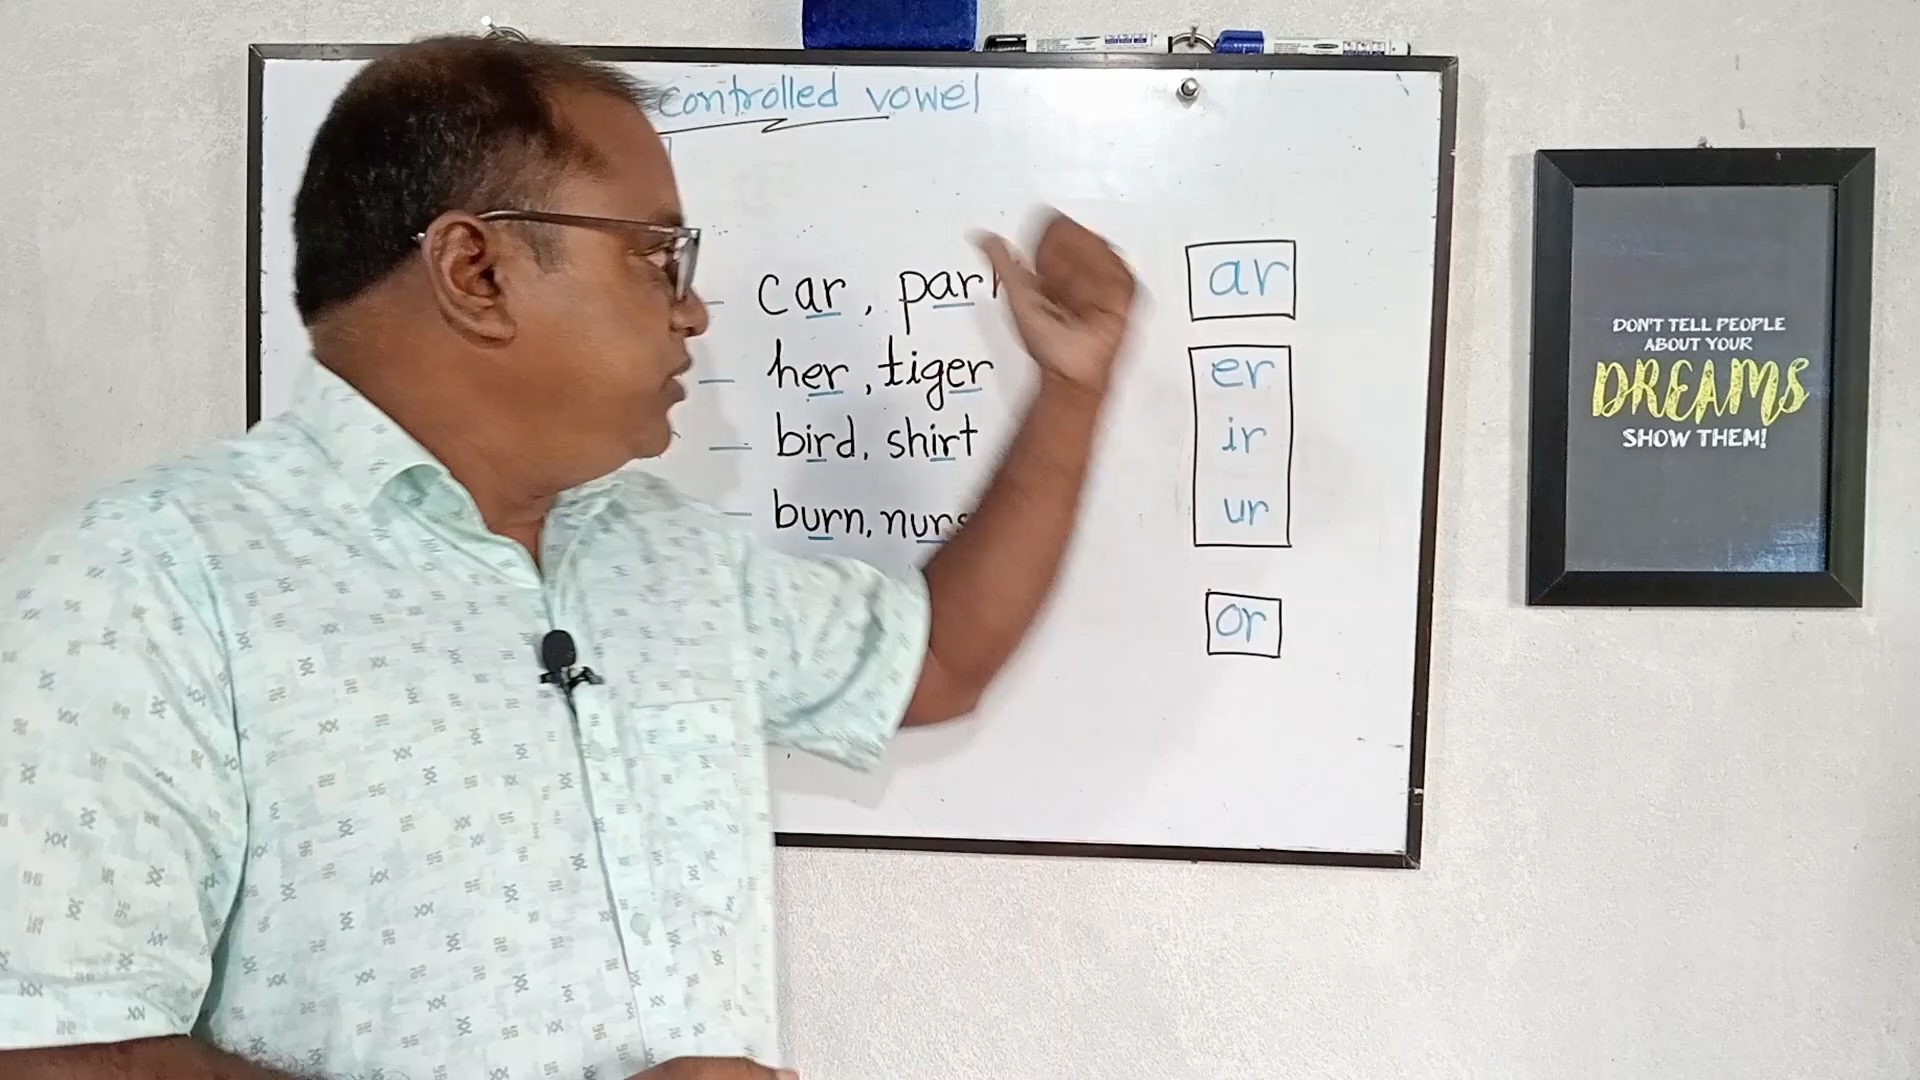 controlled vowel
car, park
her, tiger
bird, shirt
burn, nurs
ar
er
ir
ur
or
DON'T TELL PEOPLE
ABOUT YOUR
DREAMS
SHOW THEM!